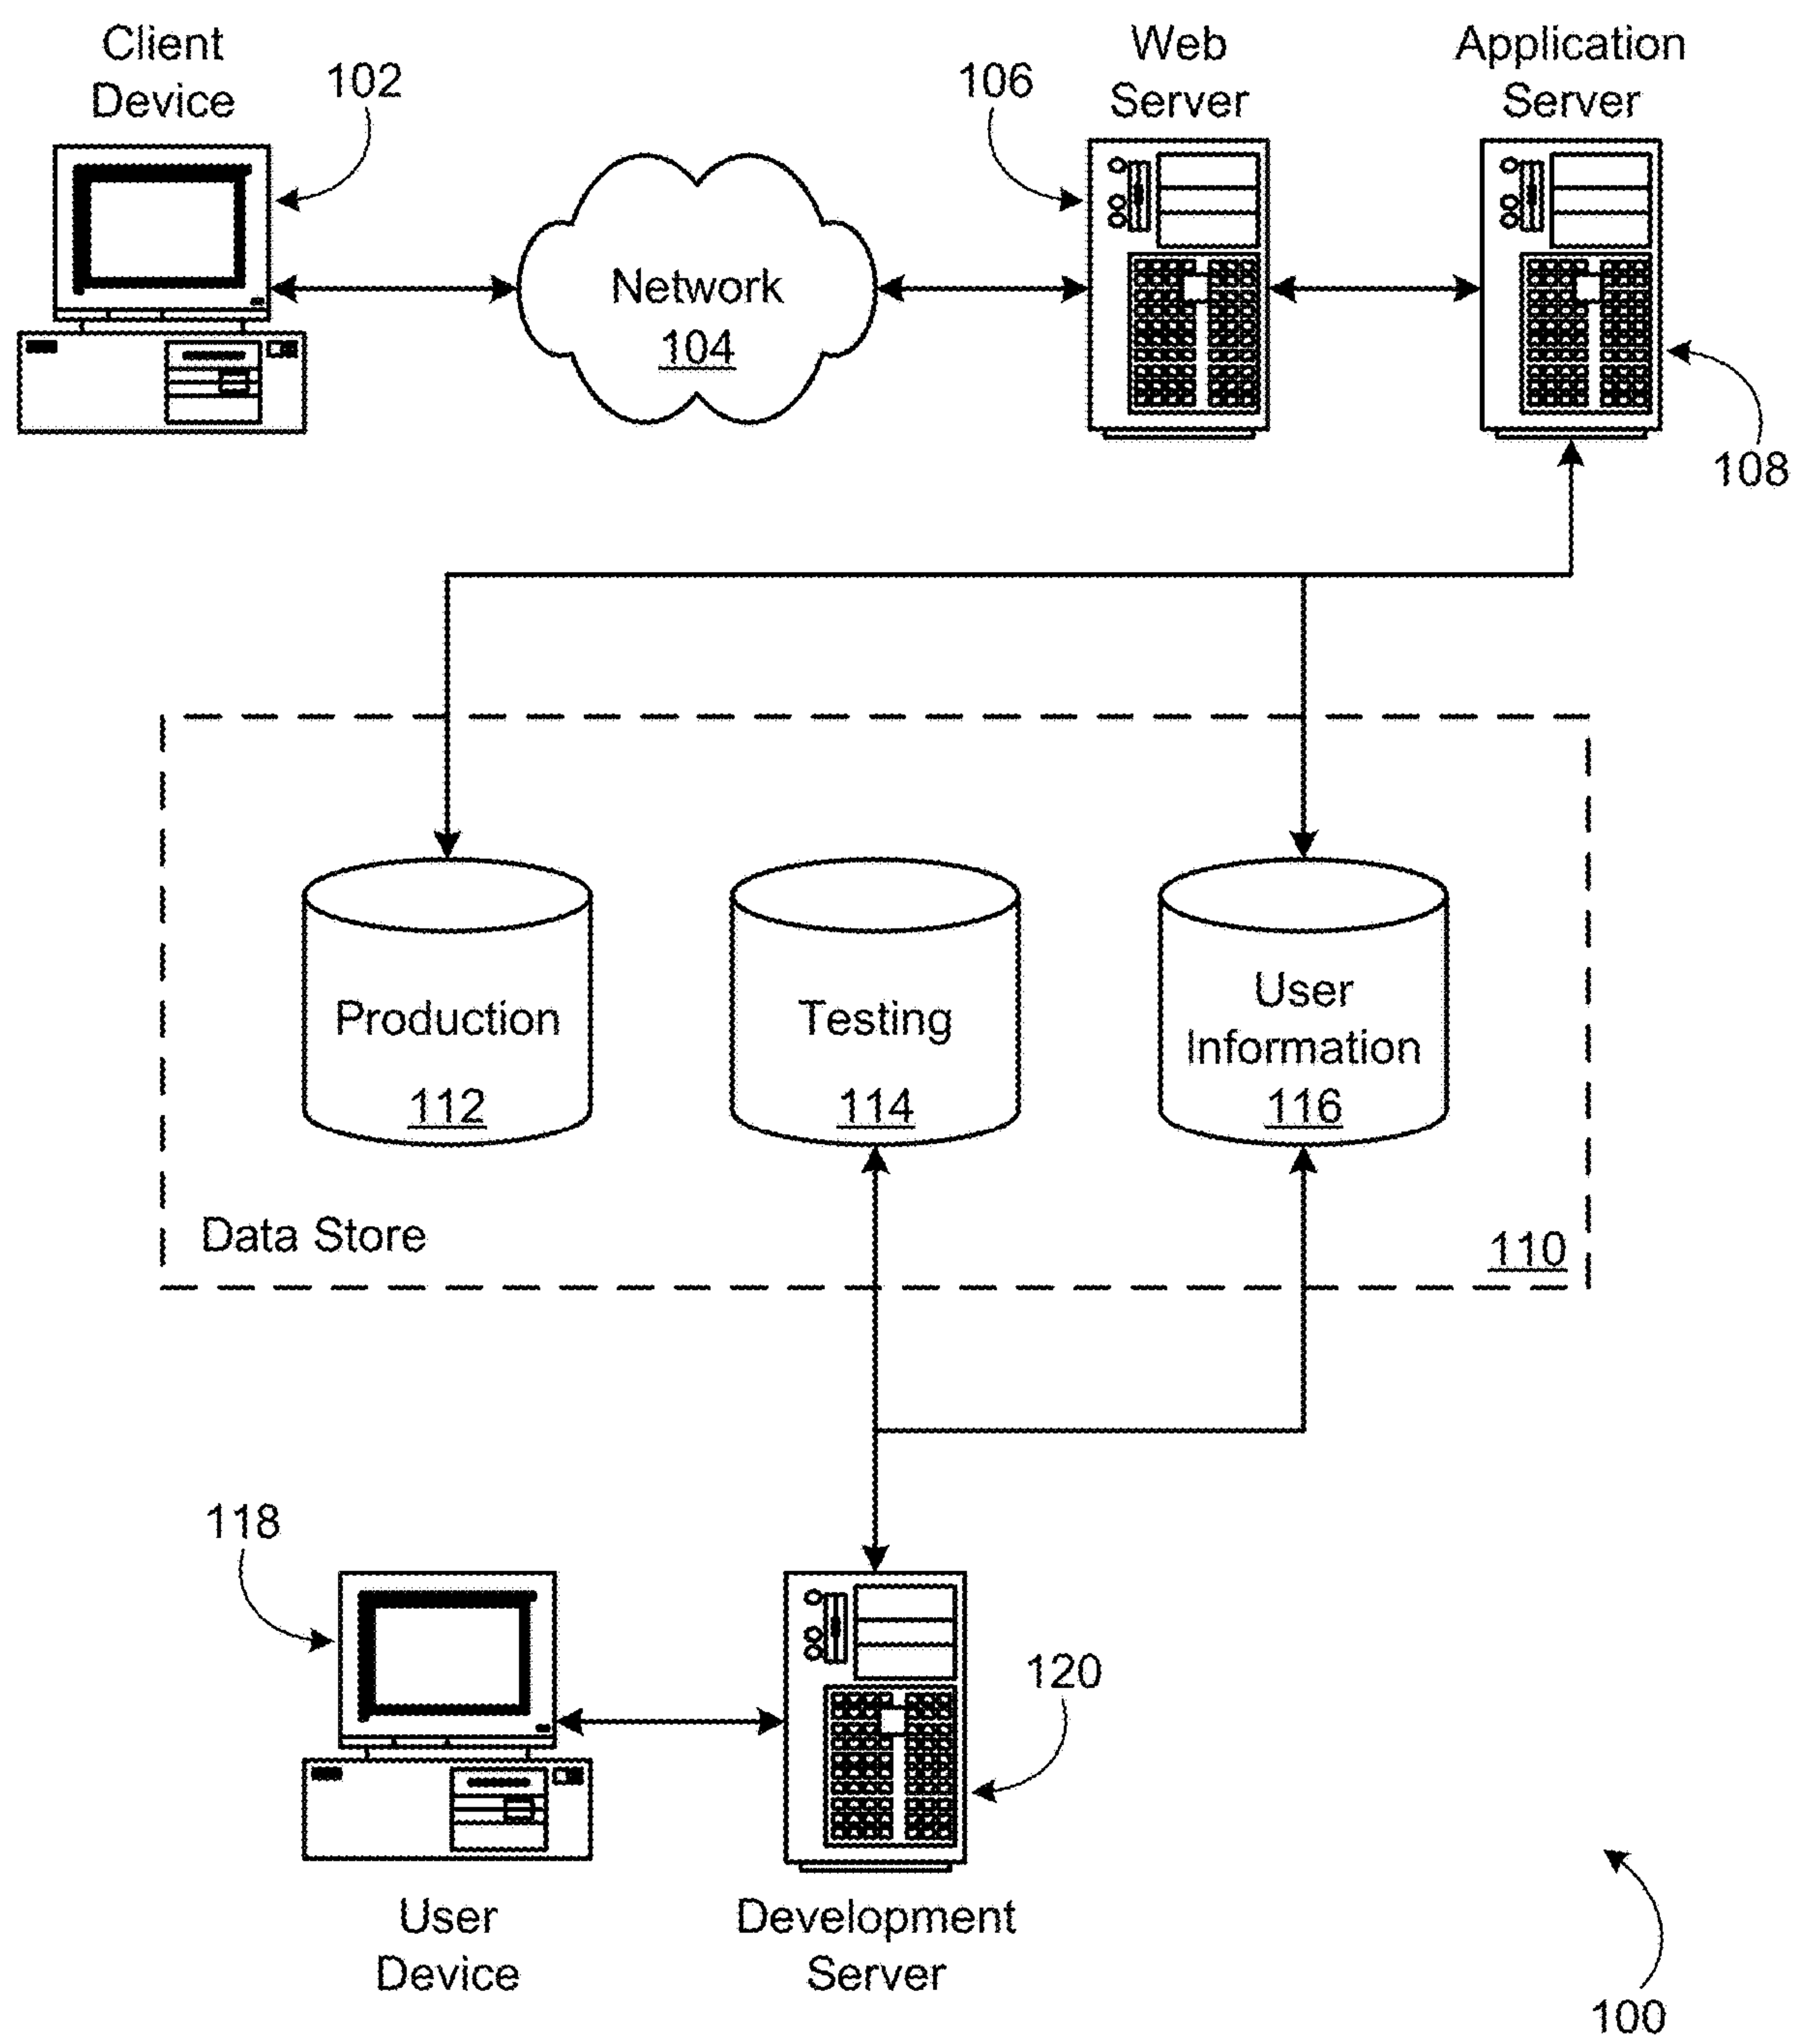 Client
Device
102
106
Web
Server
Application
Server
Network
104
108
Production
112
Testing
114
User
Information
116
Data Store
110
118
120
User
Device
Development
Server
100